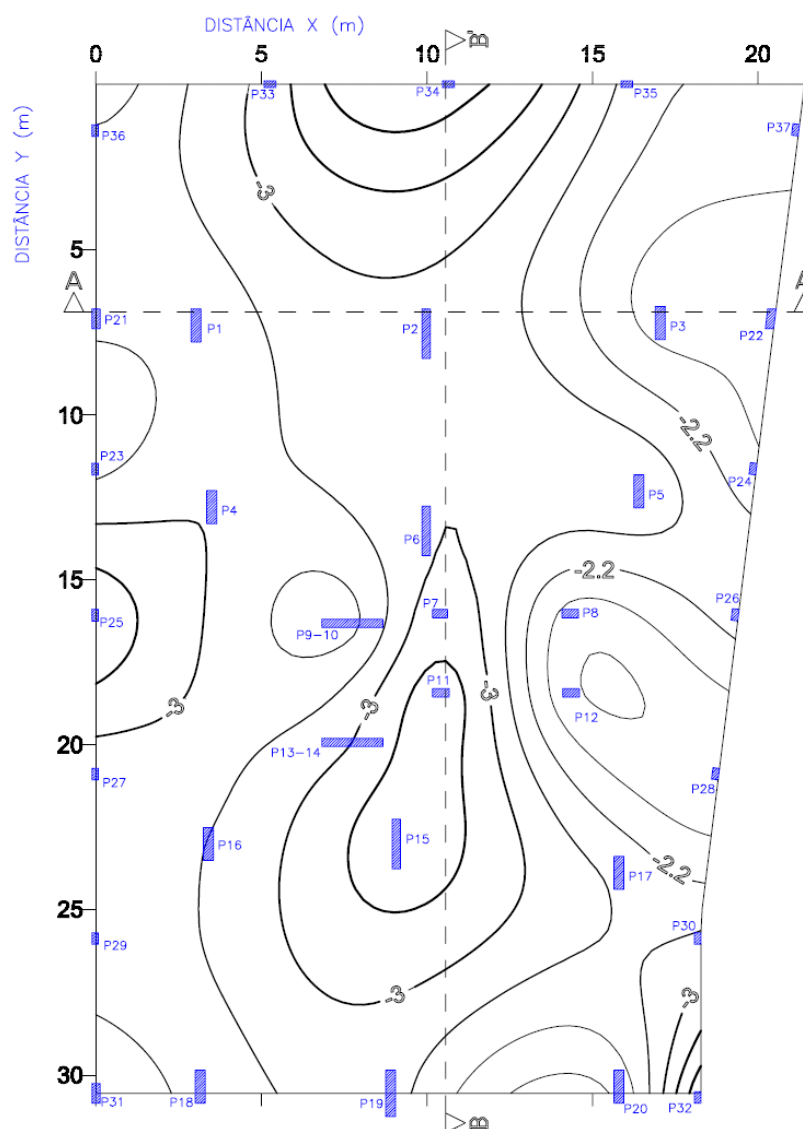 DISTÂNCIA X (m)
B'
0 5 10 15 20
P33 P34 P35
P36 P37
DISTÂNCIA Y (m)
-3
5
A A
P21 P1 P2 P3 P22
10
-2.2
P23 P24
P4 P5
P6
15
-2.2
P25 P7 P8 P26
P9-10
P11
-3 -3 -3
P12
20
P13-14
P27 P28
P16 P15
-2.2
P17
25
P29 P30
-3 -3
30
P31 P18 P19 P20 P32
B